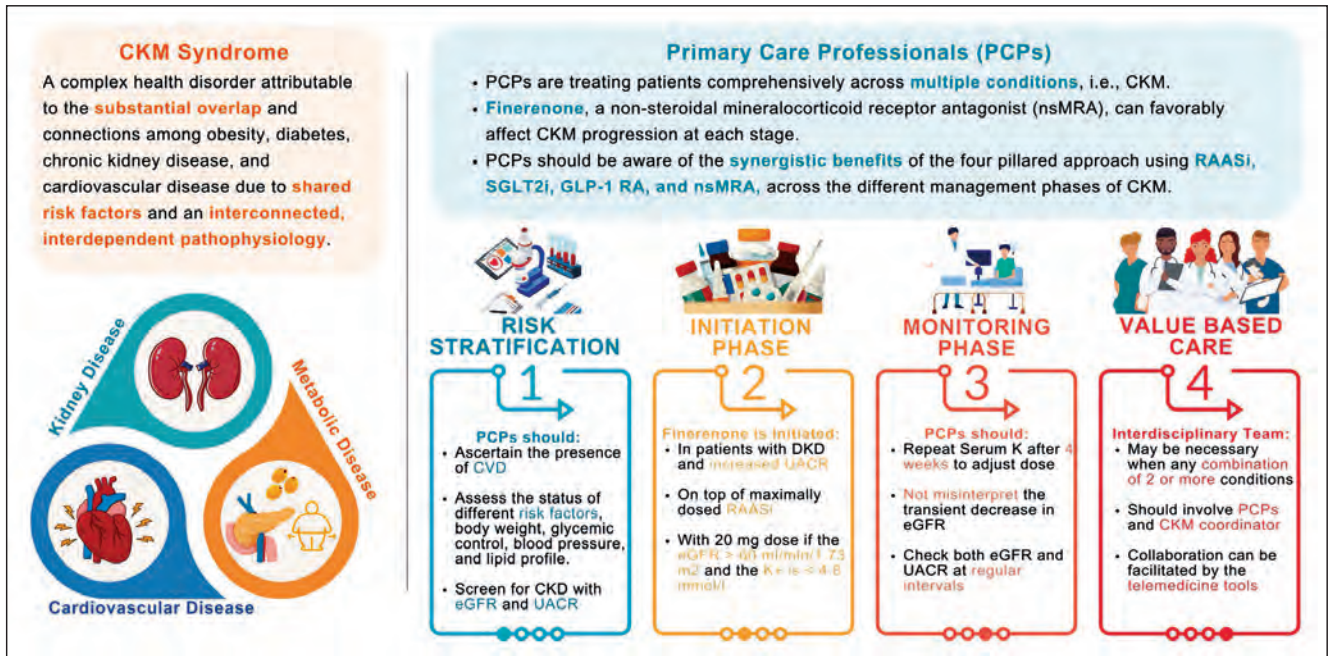 CKM Syndrome
A complex health disorder attributable
to the substantial overlap and
connections among obesity, diabetes,
chronic kidney disease, and
cardiovascular disease due to shared
risk factors and an interconnected,
interdependent pathophysiology.
Kidney Disease
Metabolic Disease
Cardiovascular Disease
Primary Care Professionals (PCPs)
• PCPs are treating patients comprehensively across multiple conditions, i.e., CKM.
• Finerenone, a non-steroidal mineralocorticoid receptor antagonist (nsMRA), can favorably
affect CKM progression at each stage.
• PCPs should be aware of the synergistic benefits of the four pillared approach using RAASi,
SGLT2i, GLP-1 RA, and nsMRA, across the different management phases of CKM.
RISK
STRATIFICATION
1
PCPs should:
• Ascertain the presence
of CVD
• Assess the status of
different risk factors,
body weight, glycemic
control, blood pressure,
and lipid profile.
• Screen for CKD with
eGFR and UACR
INITIATION
PHASE
2
Finerenone is initiated:
• In patients with DKD
and increased UACR
• On top of maximally
dosed RAASi
• With 20 mg dose if the
eGFR > 60 ml/min/1.73
m2 and the K+ is < 4.8
mmol/l
MONITORING
PHASE
3
PCPs should:
• Repeat Serum K after 4
weeks to adjust dose
• Not misinterpret the
transient decrease in
eGFR
• Check both eGFR and
UACR at regular
intervals
VALUE BASED
CARE
4
Interdisciplinary Team:
• May be necessary
when any combination
of 2 or more conditions
• Should involve PCPs
and CKM coordinator
• Collaboration can be
facilitated by the
telemedicine tools